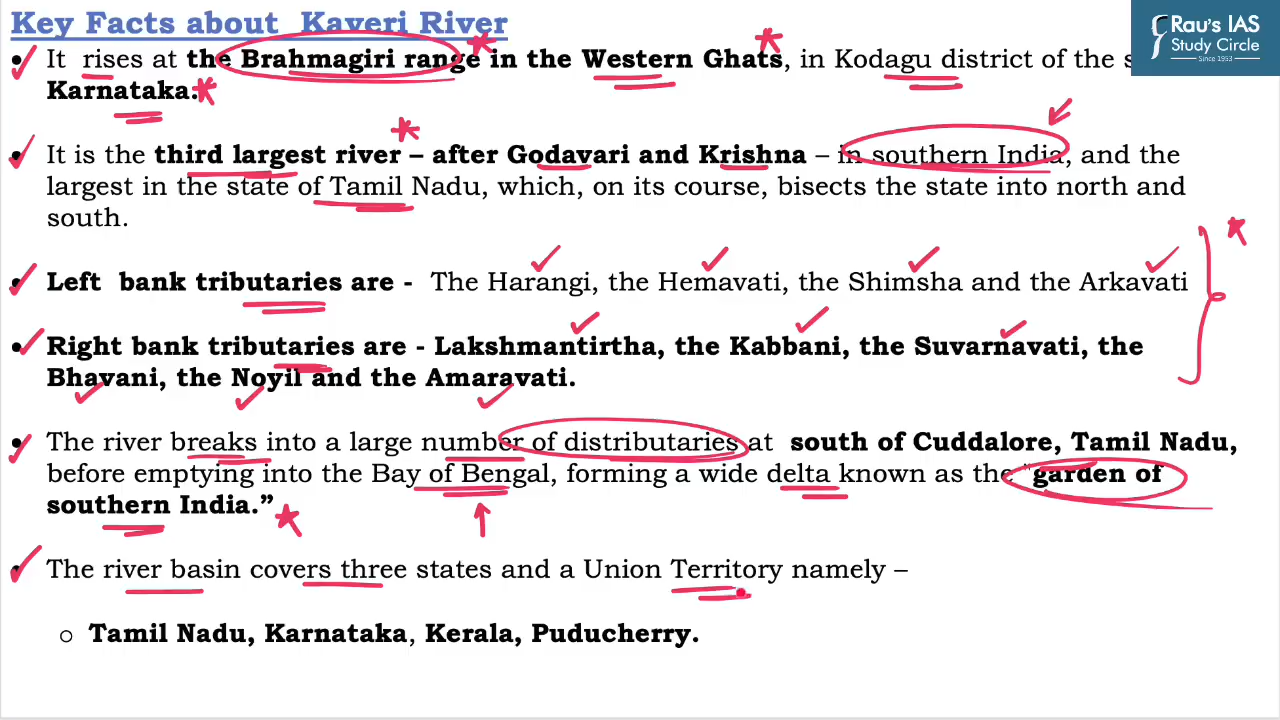 Key Facts about Kaveri River
Rau's IAS
Study Circle
Since 1953
• It rises at the Brahmagiri range in the Western Ghats, in Kodagu district of the s
Karnataka.
• It is the third largest river – after Godavari and Krishna – in southern India, and the
largest in the state of Tamil Nadu, which, on its course, bisects the state into north and
south.
• Left bank tributaries are - The Harangi, the Hemavati, the Shimsha and the Arkavati
• Right bank tributaries are - Lakshmantirtha, the Kabbani, the Suvarnavati, the
Bhavani, the Noyil and the Amaravati.
• The river breaks into a large number of distributaries at south of Cuddalore, Tamil Nadu,
before emptying into the Bay of Bengal, forming a wide delta known as the "garden of
southern India.”
• The river basin covers three states and a Union Territory namely –
o Tamil Nadu, Karnataka, Kerala, Puducherry.